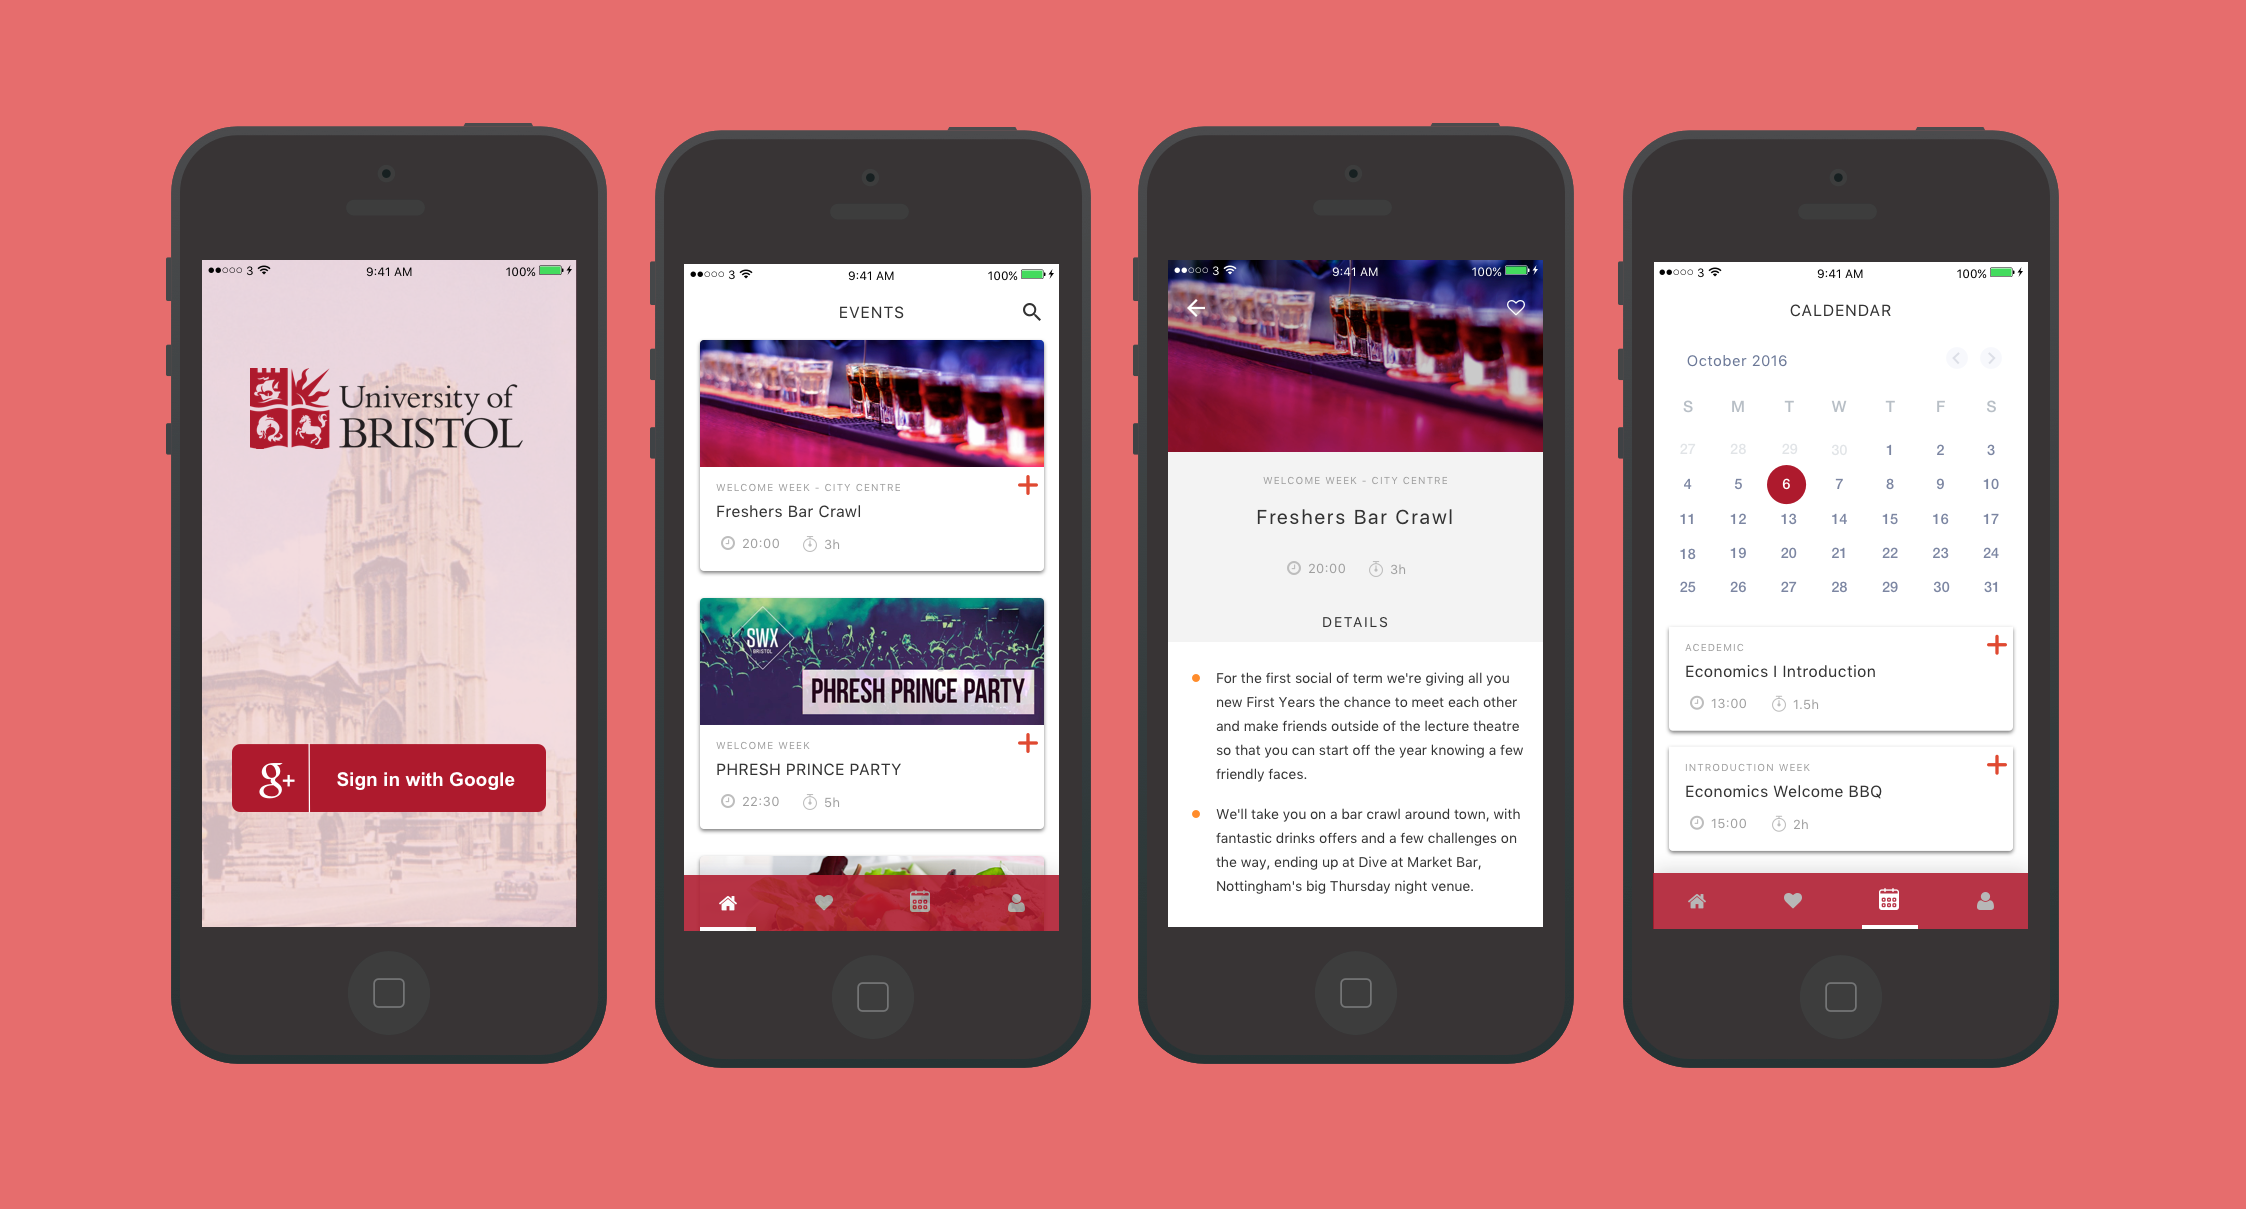 3 9:41 AM 100%
University of
BRISTOL
g+ Sign in with Google
3 9:41 AM 100%
EVENTS
WELCOME WEEK - CITY CENTRE
Freshers Bar Crawl
20:00 3h
SWX
BRISTOL
PHRESH PRINCE PARTY
WELCOME WEEK
PHRESH PRINCE PARTY
22:30 5h
3 9:41 AM 100%
WELCOME WEEK - CITY CENTRE
Freshers Bar Crawl
20:00 3h
DETAILS
For the first social of term we're giving all you
new First Years the chance to meet each other
and make friends outside of the lecture theatre
so that you can start off the year knowing a few
friendly faces.
We'll take you on a bar crawl around town, with
fantastic drinks offers and a few challenges on
the way, ending up at Dive at Market Bar,
Nottingham's big Thursday night venue.
3 9:41 AM 100%
CALDENDAR
October 2016
S M T W T F S
27 28 29 30 1 2 3
4 5 6 7 8 9 10
11 12 13 14 15 16 17
18 19 20 21 22 23 24
25 26 27 28 29 30 31
ACEDEMIC
Economics I Introduction
13:00 1.5h
INTRODUCTION WEEK
Economics Welcome BBQ
15:00 2h